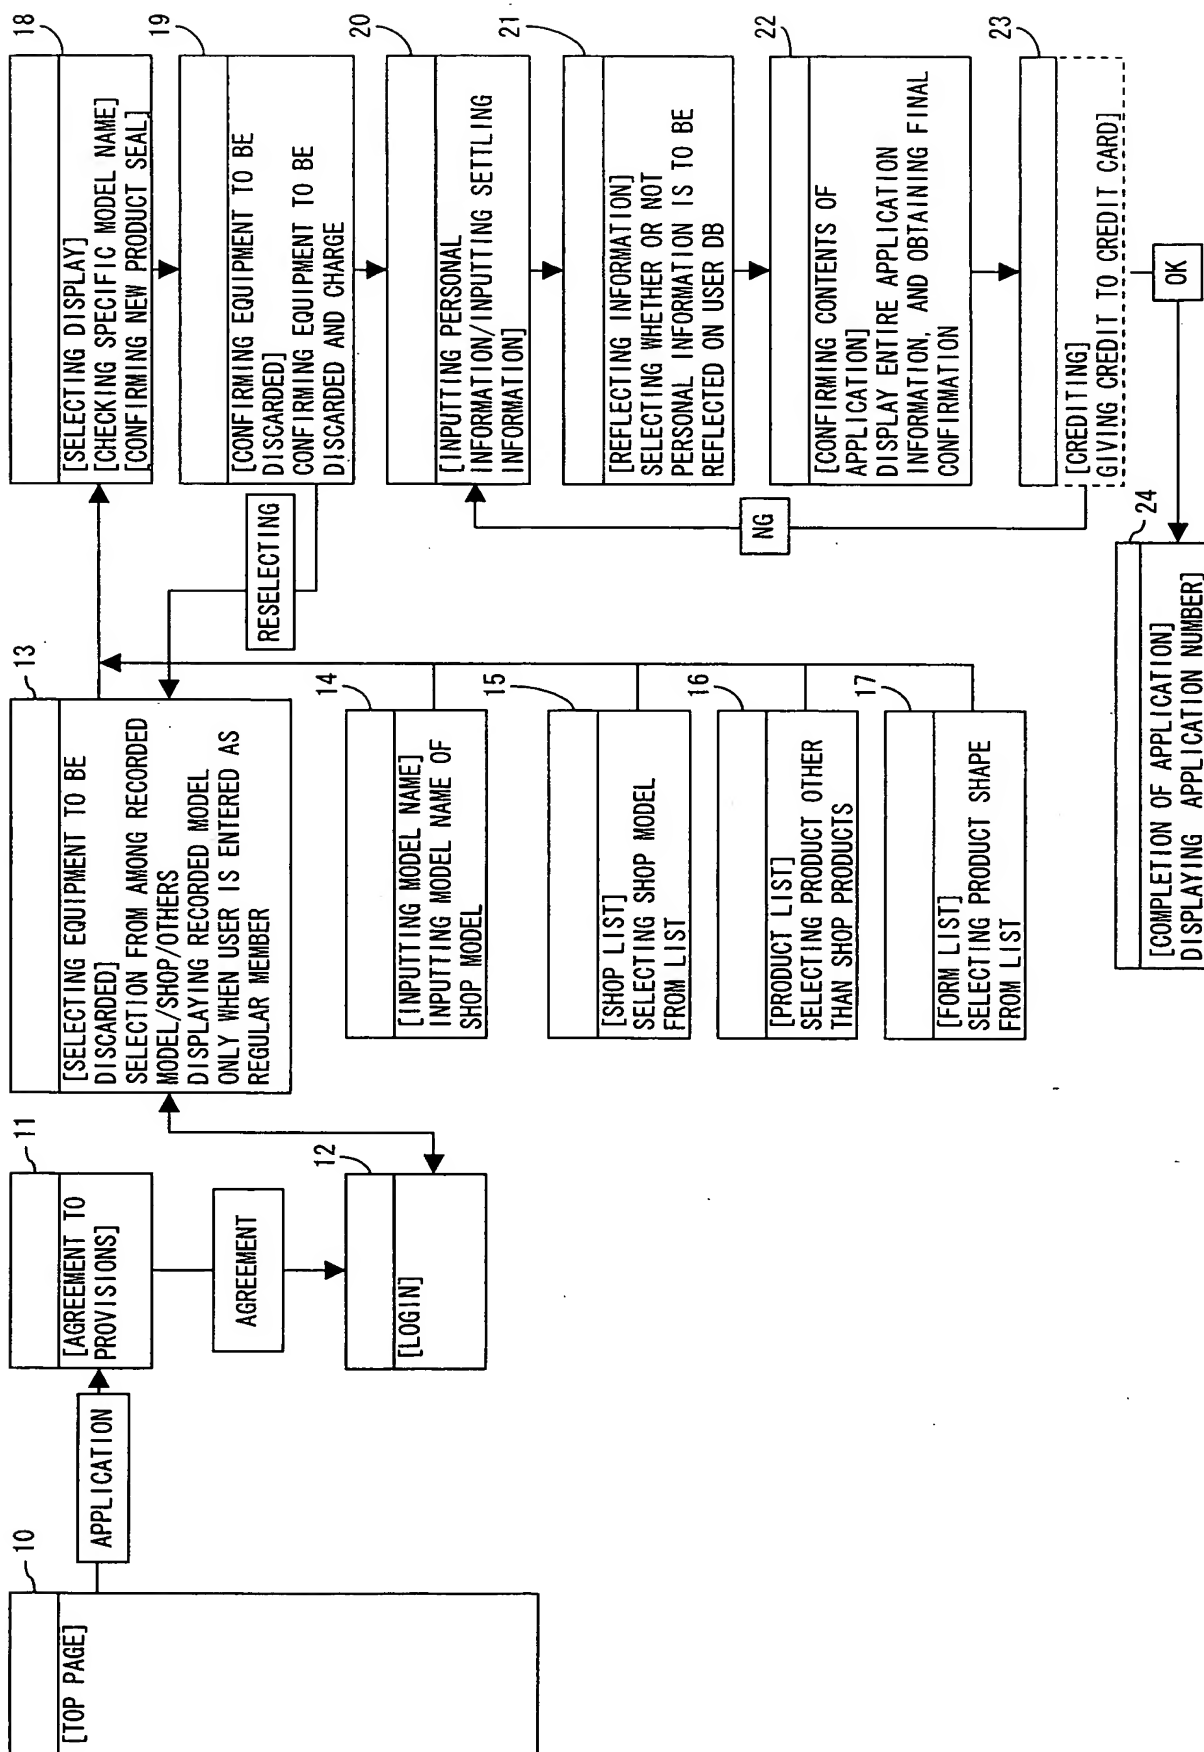 10
[TOP PAGE]
APPLICATION
11
[AGREEMENT TO
PROVISIONS]
AGREEMENT
12
[LOGIN]
13
[SELECTING EQUIPMENT TO BE
DISCARDED]
SELECTION FROM AMONG RECORDED
MODEL/SHOP/OTHERS
DISPLAYING RECORDED MODEL
ONLY WHEN USER IS ENTERED AS
REGULAR MEMBER
14
[INPUTTING MODEL NAME]
INPUTTING MODEL NAME OF
SHOP MODEL
15
[SHOP LIST]
SELECTING SHOP MODEL
FROM LIST
16
[PRODUCT LIST]
SELECTING PRODUCT OTHER
THAN SHOP PRODUCTS
17
[FORM LIST]
SELECTING PRODUCT SHAPE
FROM LIST
18
[SELECTING DISPLAY]
[CHECKING SPECIFIC MODEL NAME]
[CONFIRMING NEW PRODUCT SEAL]
19
[CONFIRMING EQUIPMENT TO BE
DISCARDED]
CONFIRMING EQUIPMENT TO BE
DISCARDED AND CHARGE
RESELECTING
20
[INPUTTING PERSONAL
INFORMATION/INPUTTING SETTLING
INFORMATION]
21
[REFLECTING INFORMATION]
SELECTING WHETHER OR NOT
PERSONAL INFORMATION IS TO BE
REFLECTED ON USER DB
22
[CONFIRMING CONTENTS OF
APPLICATION]
DISPLAY ENTIRE APPLICATION
INFORMATION, AND OBTAINING FINAL
CONFIRMATION
23
[CREDITING]
GIVING CREDIT TO CREDIT CARD]
NG
OK
24
[COMPLETION OF APPLICATION]
DISPLAYING APPLICATION NUMBER]